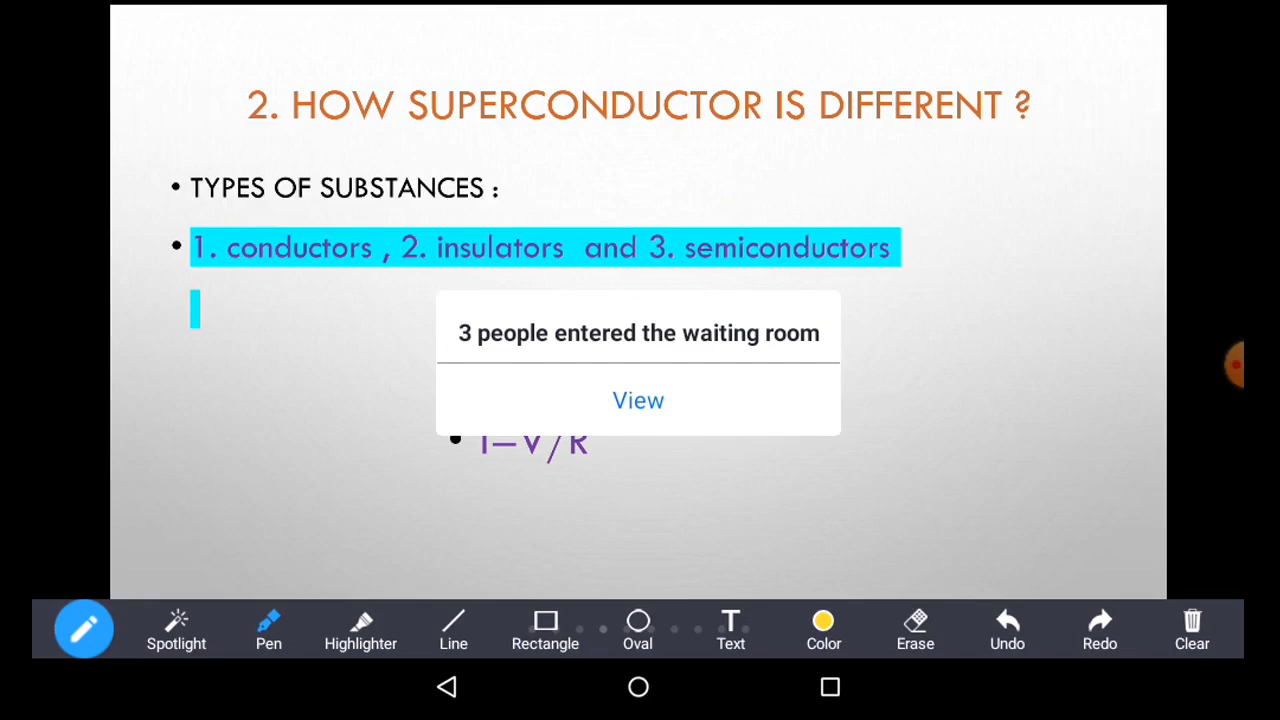 2. HOW SUPERCONDUCTOR IS DIFFERENT ?
• TYPES OF SUBSTANCES :
• 1. conductors , 2. insulators and 3. semiconductors
3 people entered the waiting room
View
• I=V/R
Spotlight Pen Highlighter Line Rectangle Oval Text Color Erase Undo Redo Clear